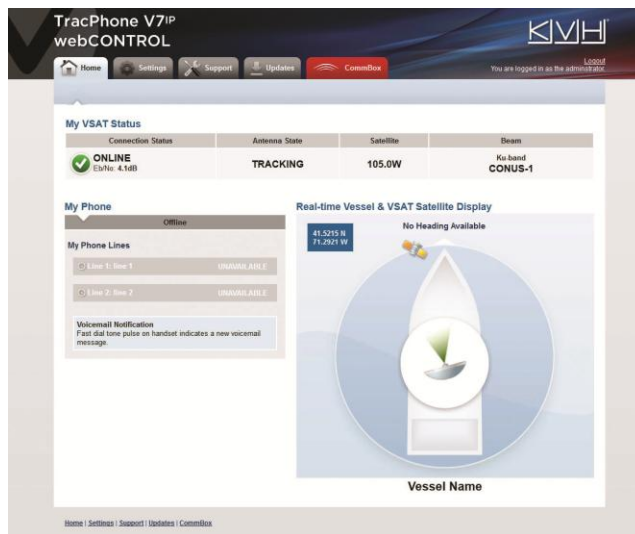 TracPhone V7IP
webCONTROL
KVH
Home
Settings
Support
Updates
CommBox
Logout
You are logged in as the administrator.
My VSAT Status
Connection Status
Antenna State
Satellite
Beam
ONLINE
Eb/No: 4.1dB
TRACKING
105.0W
Ku-band
CONUS-1
My Phone
Offline
My Phone Lines
Line 1: line 1
UNAVAILABLE
Line 2: line 2
UNAVAILABLE
Voicemail Notification
Fast dial tone pulse on handset indicates a new voicemail
message.
Real-time Vessel & VSAT Satellite Display
41.5215 N
71.2921 W
No Heading Available
Vessel Name
Home | Settings | Support | Updates | CommBox